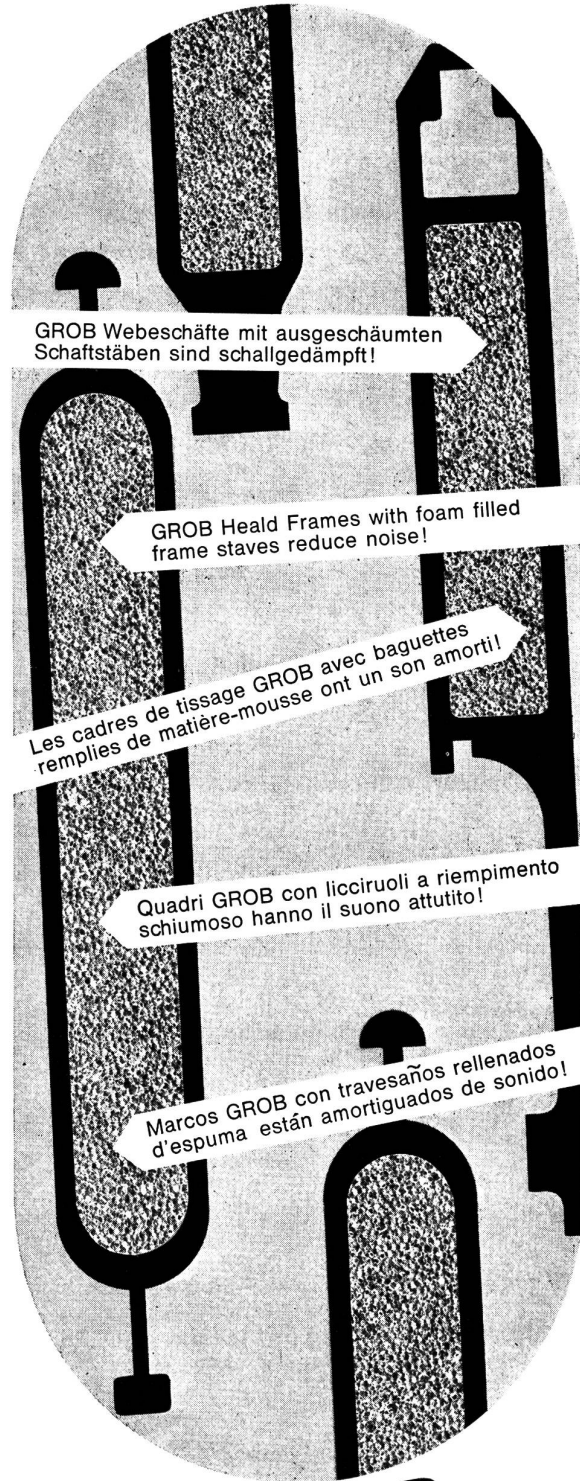 GROB Webeschäfte mit ausgeschäumten
Schaftstäben sind schallgedämpft!
GROB Heald Frames with foam filled
frame staves reduce noise!
Les cadres de tissage GROB avec baguettes
remplies de matière-mousse ont un son amorti!
Quadri GROB con licciruoli a riempimento
schiumoso hanno il suono attutito!
Marcos GROB con travesaños rellenados
d'espuma están amortiguados de sonido!